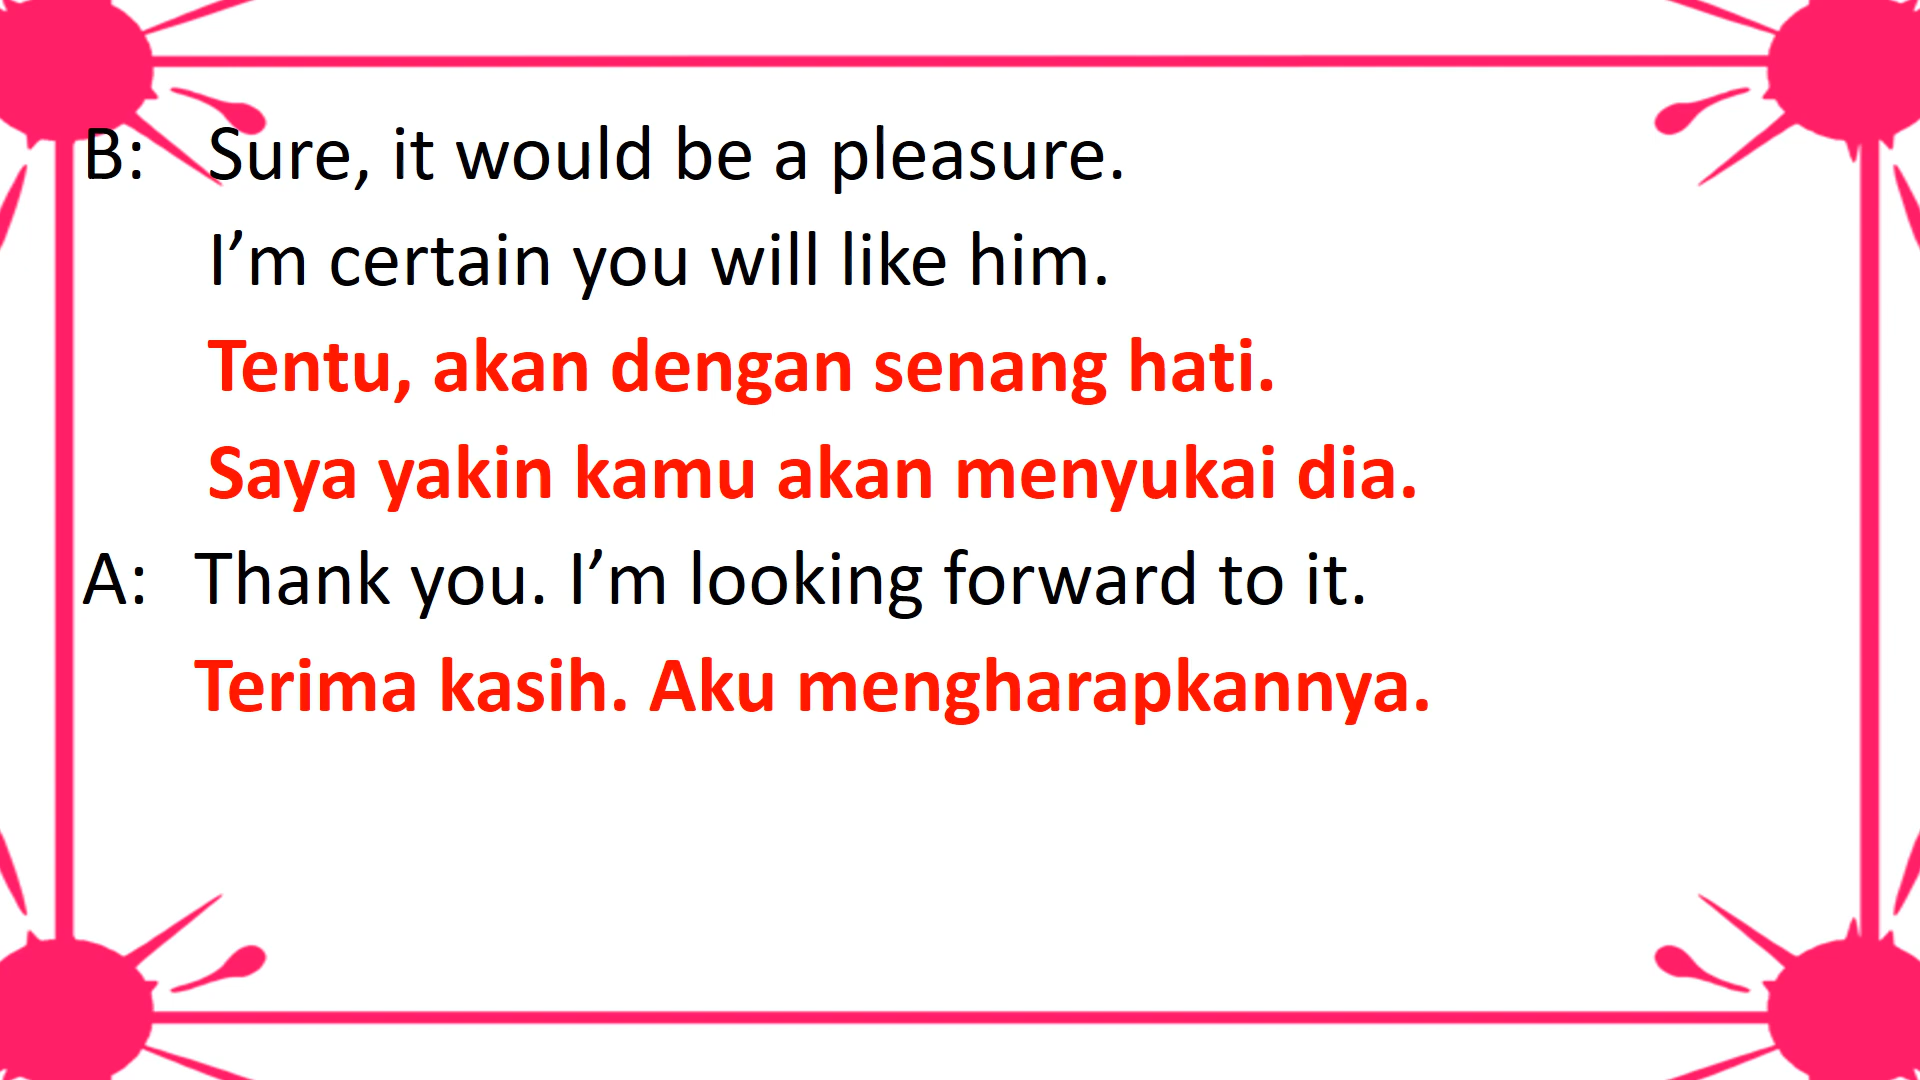 B: Sure, it would be a pleasure.
I’m certain you will like him.
Tentu, akan dengan senang hati.
Saya yakin kamu akan menyukai dia.
A: Thank you. I’m looking forward to it.
Terima kasih. Aku mengharapkannya.